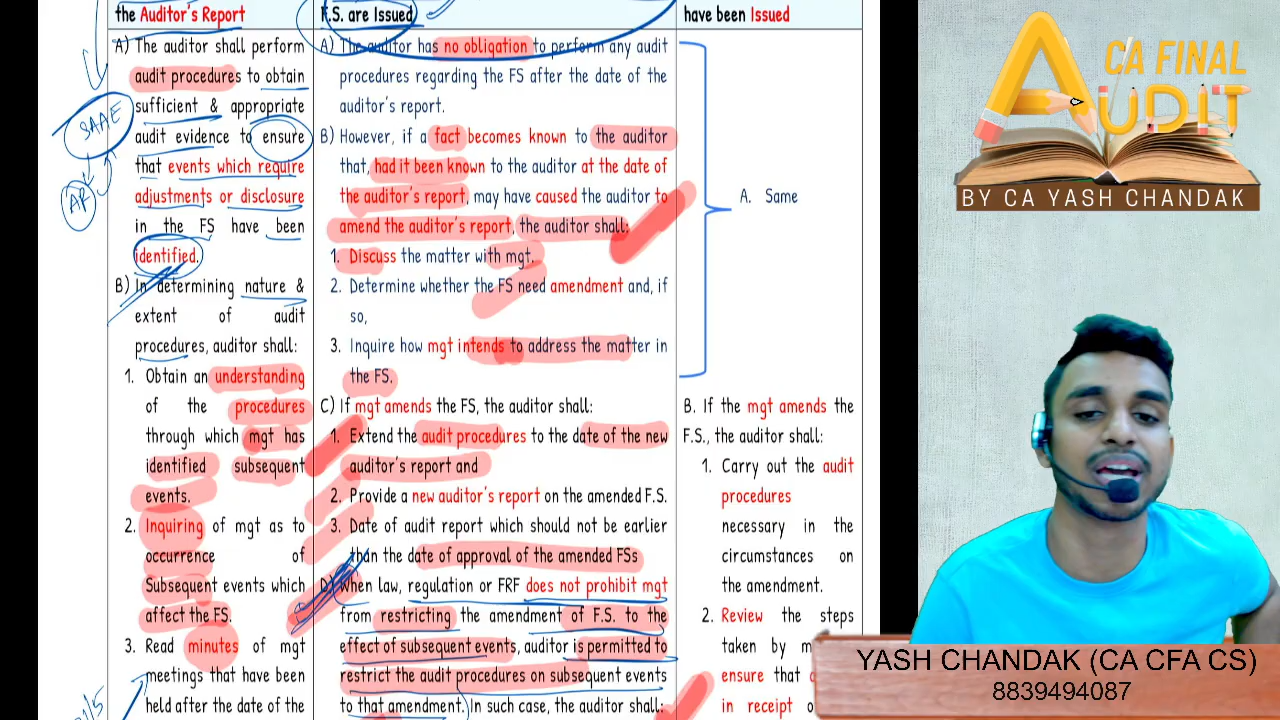 the Auditor's Report
A) The auditor shall perform
audit procedures to obtain
sufficient & appropriate
audit evidence to ensure
that events which require
adjustments or disclosure
in the FS have been
identified.
B) In determining nature &
extent of audit
procedures, auditor shall:
1. Obtain an understanding
of the procedures
through which mgt has
identified subsequent
events.
2. Inquiring of mgt as to
occurrence of
Subsequent events which
affect the FS.
3. Read minutes of mgt
meetings that have been
held after the date of the
SAAE
AP
F.S. are Issued
A) The auditor has no obligation to perform any audit
procedures regarding the FS after the date of the
auditor's report.
B) However, if a fact becomes known to the auditor
that, had it been known to the auditor at the date of
the auditor's report, may have caused the auditor to
amend the auditor's report, the auditor shall:
1. Discuss the matter with mgt.
2. Determine whether the FS need amendment and, if
so,
3. Inquire how mgt intends to address the matter in
the FS.
C) If mgt amends the FS, the auditor shall:
1. Extend the audit procedures to the date of the new
auditor's report and
2. Provide a new auditor's report on the amended F.S.
3. Date of audit report which should not be earlier
than the date of approval of the amended FSs
D) When law, regulation or FRF does not prohibit mgt
from restricting the amendment of F.S. to the
effect of subsequent events, auditor is permitted to
restrict the audit procedures on subsequent events
to that amendment. In such case, the auditor shall:
have been Issued
A. Same
B. If the mgt amends the
F.S., the auditor shall:
1. Carry out the audit
procedures
necessary in the
circumstances on
the amendment.
2. Review the steps
taken by m
ensure that
in receipt o
CA FINAL
AUDIT
BY CA YASH CHANDAK
YASH CHANDAK (CA CFA CS)
8839494087